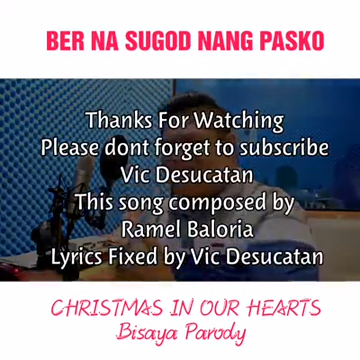 BER NA SUGOD NANG PASKO
Thanks For Watching
Please dont forget to subscribe
Vic Desucatan
This song composed by
Ramel Baloria
Lyrics Fixed by Vic Desucatan
CHRISTMAS IN OUR HEARTS
Bisaya Parody